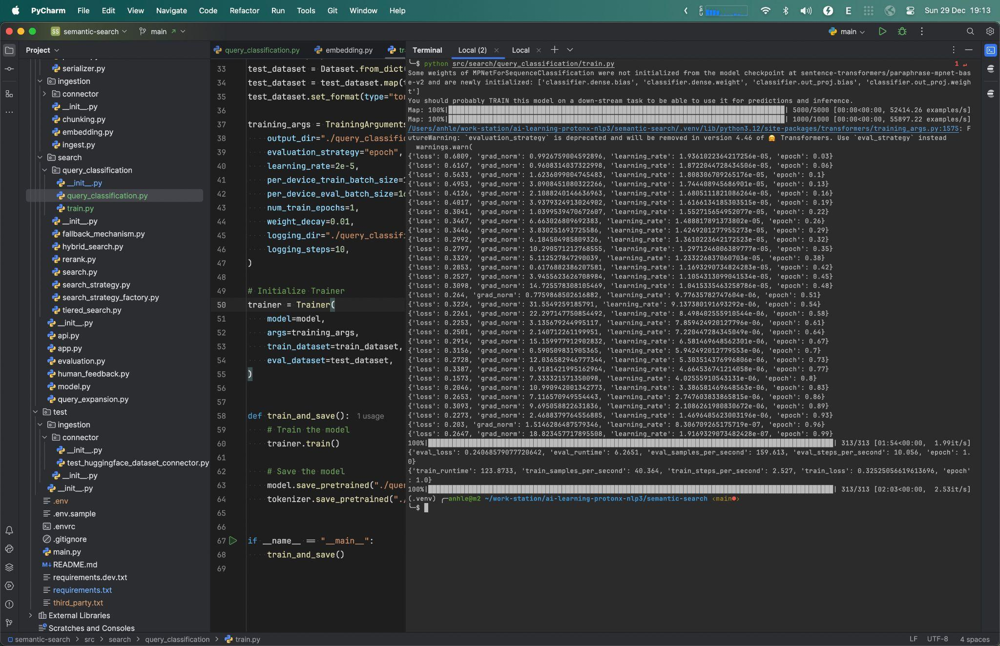 PyCharm File Edit View Navigate Code Refactor Run Tools Git Window Help
CPU
E
Sun 29 Dec 19:13
SS semantic-search
main
main
Project
serializer.py
ingestion
connector
__init__.py
chunking.py
embedding.py
ingest.py
search
query_classification
__init__.py
query_classification.py
train.py
__init__.py
fallback_mechanism.py
hybrid_search.py
rerank.py
search.py
search_strategy.py
search_strategy_factory.py
tiered_search.py
__init__.py
api.py
app.py
evaluation.py
human_feedback.py
model.py
query_expansion.py
test
ingestion
connector
__init__.py
test_huggingface_dataset_connector.py
__init__.py
__init__.py
.env
.env.sample
.envrc
.gitignore
main.py
M↓ README.md
requirements.dev.txt
requirements.txt
third_party.txt
External Libraries
Scratches and Consoles
query_classification.py embedding.py tr
33 test_dataset = Dataset.from_dict(
34 test_dataset = test_dataset.map(
35 test_dataset.set_format(type="tor
36
37 training_args = TrainingArguments
38 output_dir="./query_classific
39 evaluation_strategy="epoch",
40 learning_rate=2e-5,
41 per_device_train_batch_size=1
42 per_device_eval_batch_size=16
43 num_train_epochs=1,
44 weight_decay=0.01,
45 logging_dir="./query_classifi
46 logging_steps=10,
47 )
48
49 # Initialize Trainer
50 trainer = Trainer(
51 model=model,
52 args=training_args,
53 train_dataset=train_dataset,
54 eval_dataset=test_dataset,
55 )
56
57
58 def train_and_save(): 1 usage
59 # Train the model
60 trainer.train()
61
62 # Save the model
63 model.save_pretrained("./quer
64 tokenizer.save_pretrained("./
65
66
67 if __name__ == "__main__":
68 train_and_save()
69
Terminal Local (2) Local
╰─$ python src/search/query_classification/train.py 1 ↵
Some weights of MPNetForSequenceClassification were not initialized from the model checkpoint at sentence-transformers/paraphrase-mpnet-bas
e-v2 and are newly initialized: ['classifier.dense.bias', 'classifier.dense.weight', 'classifier.out_proj.bias', 'classifier.out_proj.weigh
t']
You should probably TRAIN this model on a down-stream task to be able to use it for predictions and inference.
Map: 100%| | 5000/5000 [00:00<00:00, 52414.26 examples/s]
Map: 100%| | 1000/1000 [00:00<00:00, 55897.22 examples/s]
/Users/anhle/work-station/ai-learning-protonx-nlp3/semantic-search/.venv/lib/python3.12/site-packages/transformers/training_args.py:1575: F
utureWarning: `evaluation_strategy` is deprecated and will be removed in version 4.46 of 🤗 Transformers. Use `eval_strategy` instead
warnings.warn(
{'loss': 0.6809, 'grad_norm': 0.9926759004592896, 'learning_rate': 1.9361022364217256e-05, 'epoch': 0.03}
{'loss': 0.6167, 'grad_norm': 0.9608314037322998, 'learning_rate': 1.8722044728434506e-05, 'epoch': 0.06}
{'loss': 0.5633, 'grad_norm': 1.6236099004745483, 'learning_rate': 1.808306709265176e-05, 'epoch': 0.1}
{'loss': 0.4953, 'grad_norm': 3.0908451080322266, 'learning_rate': 1.744408945686901e-05, 'epoch': 0.13}
{'loss': 0.4126, 'grad_norm': 2.1088240146636963, 'learning_rate': 1.6805111821086264e-05, 'epoch': 0.16}
{'loss': 0.4017, 'grad_norm': 3.9379324913024902, 'learning_rate': 1.6166134185303515e-05, 'epoch': 0.19}
{'loss': 0.3041, 'grad_norm': 1.0399539470672607, 'learning_rate': 1.552715654952077e-05, 'epoch': 0.22}
{'loss': 0.3467, 'grad_norm': 6.663026809692383, 'learning_rate': 1.488817891373802e-05, 'epoch': 0.26}
{'loss': 0.3446, 'grad_norm': 3.830251693725586, 'learning_rate': 1.4249201277955273e-05, 'epoch': 0.29}
{'loss': 0.2992, 'grad_norm': 6.184504985809326, 'learning_rate': 1.3610223642172523e-05, 'epoch': 0.32}
{'loss': 0.2797, 'grad_norm': 10.290571212768555, 'learning_rate': 1.2971246006389777e-05, 'epoch': 0.35}
{'loss': 0.3329, 'grad_norm': 5.112527847290039, 'learning_rate': 1.233226837060703e-05, 'epoch': 0.38}
{'loss': 0.2853, 'grad_norm': 0.6176882386207581, 'learning_rate': 1.1693290734824283e-05, 'epoch': 0.42}
{'loss': 0.2527, 'grad_norm': 3.9455623626708984, 'learning_rate': 1.1054313099041534e-05, 'epoch': 0.45}
{'loss': 0.3098, 'grad_norm': 14.725578308105469, 'learning_rate': 1.0415335463258786e-05, 'epoch': 0.48}
{'loss': 0.264, 'grad_norm': 0.7759868502616882, 'learning_rate': 9.77635782747604e-06, 'epoch': 0.51}
{'loss': 0.3224, 'grad_norm': 31.5549259185791, 'learning_rate': 9.137380191693292e-06, 'epoch': 0.54}
{'loss': 0.2261, 'grad_norm': 22.297147750854492, 'learning_rate': 8.498402555910544e-06, 'epoch': 0.58}
{'loss': 0.2253, 'grad_norm': 3.135679244995117, 'learning_rate': 7.859424920127796e-06, 'epoch': 0.61}
{'loss': 0.2501, 'grad_norm': 2.140712261199951, 'learning_rate': 7.220447284345049e-06, 'epoch': 0.64}
{'loss': 0.2914, 'grad_norm': 15.159977912902832, 'learning_rate': 6.581469648562301e-06, 'epoch': 0.67}
{'loss': 0.3156, 'grad_norm': 0.590509831905365, 'learning_rate': 5.942492012779553e-06, 'epoch': 0.7}
{'loss': 0.2728, 'grad_norm': 12.036582946777344, 'learning_rate': 5.303514376996806e-06, 'epoch': 0.73}
{'loss': 0.3387, 'grad_norm': 0.9181421995162964, 'learning_rate': 4.664536741214058e-06, 'epoch': 0.77}
{'loss': 0.1573, 'grad_norm': 7.333321571350098, 'learning_rate': 4.02555910543131e-06, 'epoch': 0.8}
{'loss': 0.2046, 'grad_norm': 10.990942001342773, 'learning_rate': 3.386581469648563e-06, 'epoch': 0.83}
{'loss': 0.2653, 'grad_norm': 7.116570949554443, 'learning_rate': 2.747603833865815e-06, 'epoch': 0.86}
{'loss': 0.3093, 'grad_norm': 9.695058822631836, 'learning_rate': 2.1086261980830672e-06, 'epoch': 0.89}
{'loss': 0.2273, 'grad_norm': 2.4688379764556885, 'learning_rate': 1.4696485623003196e-06, 'epoch': 0.93}
{'loss': 0.203, 'grad_norm': 1.5146286487579346, 'learning_rate': 8.306709265175719e-07, 'epoch': 0.96}
{'loss': 0.2647, 'grad_norm': 18.823457717895508, 'learning_rate': 1.9169329073482428e-07, 'epoch': 0.99}
100%| | 313/313 [01:54<00:00, 1.99it/s]
{'eval_loss': 0.24068579077720642, 'eval_runtime': 6.2651, 'eval_samples_per_second': 159.613, 'eval_steps_per_second': 10.056, 'epoch': 1.
0}
{'train_runtime': 123.8733, 'train_samples_per_second': 40.364, 'train_steps_per_second': 2.527, 'train_loss': 0.32525056619613696, 'epoch'
: 1.0}
100%| | 313/313 [02:03<00:00, 2.53it/s]
(.venv) ╭─anhle@m2 ~/work-station/ai-learning-protonx-nlp3/semantic-search ‹main●›
╰─$
semantic-search > src > search > query_classification > train.py
LF UTF-8 4 spaces